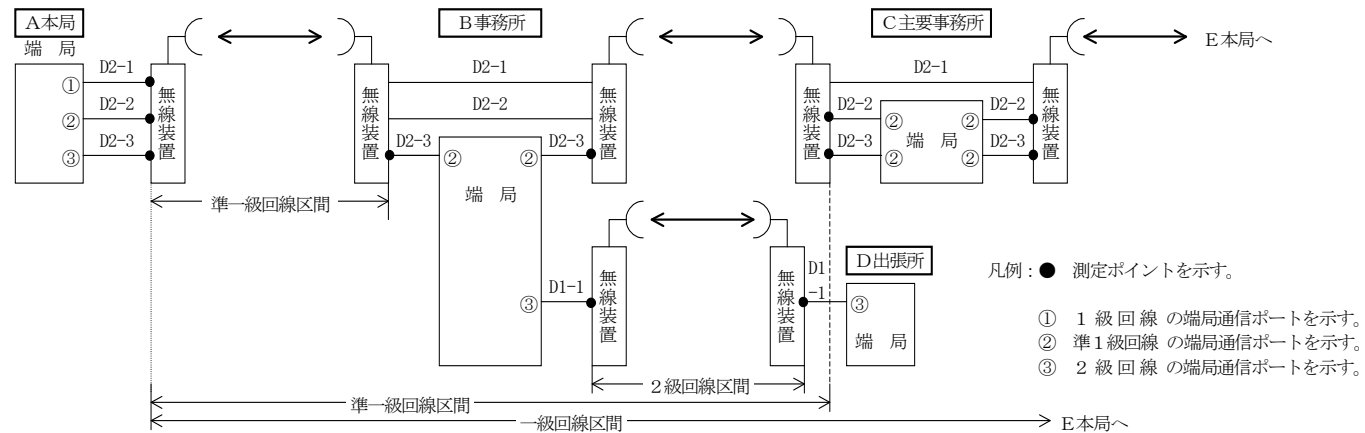 A本局
B事務所
C主要事務所
端 局
E本局へ
D2-1
D2-1
D2-1
①
無線装置
無線装置
無線装置
無線装置
無線装置
D2-2
D2-2
D2-2
D2-2
②
②
②
D2-3
D2-3
D2-3
D2-3
D2-3
端 局
③
②
②
②
②
端 局
準一級回線区間
D出張所
凡例：● 測定ポイントを示す。
無線装置
無線装置
D1
-1
D1-1
③
③
① １級回線 の端局通信ポートを示す。
② 準１級回線 の端局通信ポートを示す。
③ ２級回線 の端局通信ポートを示す。
端 局
２級回線区間
準一級回線区間
一級回線区間
E本局へ